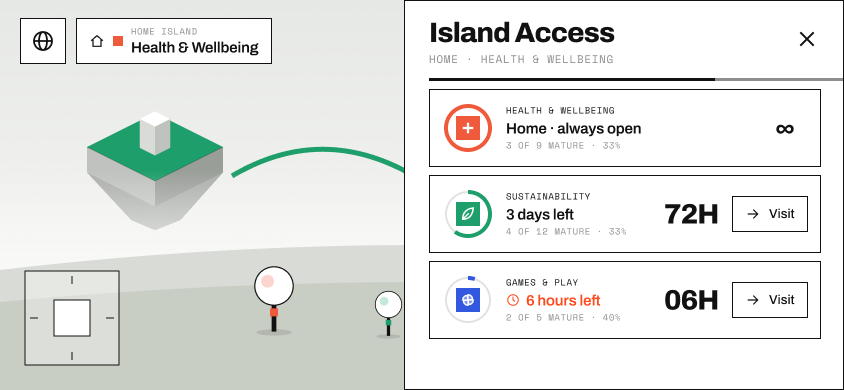 HOME ISLAND
Health & Wellbeing
Island Access
HOME · HEALTH & WELLBEING
HEALTH & WELLBEING
Home · always open
3 OF 9 MATURE · 33%
∞
SUSTAINABILITY
3 days left
4 OF 12 MATURE · 33%
72H
Visit
GAMES & PLAY
6 hours left
2 OF 5 MATURE · 40%
06H
Visit